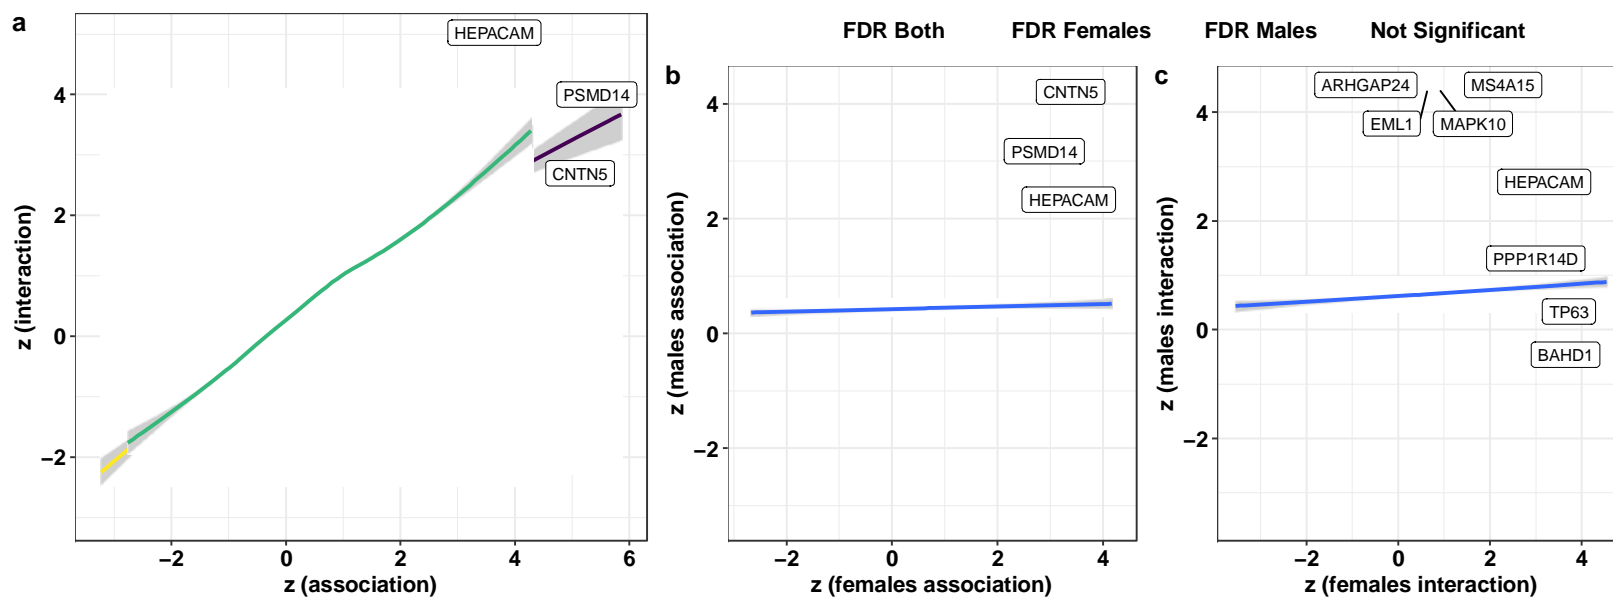 a
HEPACAM
PSMD14
CNTN5
4
2
0
−2
−2
0
2
4
6
z (interaction)
z (association)
FDR Both FDR Females FDR Males Not Significant
b
CNTN5
PSMD14
HEPACAM
4
2
0
−2
−2
0
2
4
z (males association)
z (females association)
c
ARHGAP24
MS4A15
EML1
MAPK10
HEPACAM
PPP1R14D
TP63
BAHD1
4
2
0
−2
−2
0
2
4
z (males interaction)
z (females interaction)